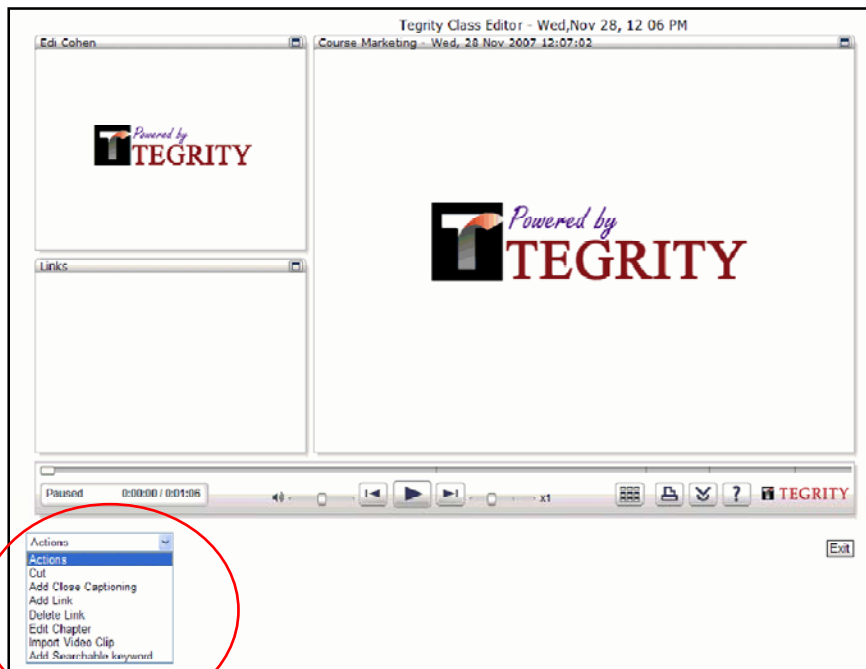 Tegrity Class Editor - Wed,Nov 28, 12 06 PM
Edi Cohen
Course Marketing - Wed, 28 Nov 2007 12:07:02
Powered by
TEGRITY
Powered by
TEGRITY
Links
Paused 0:00:00 / 0:01:06
x1
?
TEGRITY
Actions
Exit
Actions
Cut
Add Close Captioning
Add Link
Delete Link
Edit Chapter
Import Video Clip
Add Searchable keyword